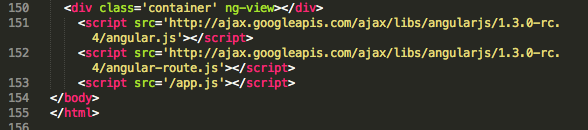 150 <div class='container' ng-view></div>
151 <script src='http://ajax.googleapis.com/ajax/libs/angularjs/1.3.0-rc.
4/angular.js'></script>
152 <script src='http://ajax.googleapis.com/ajax/libs/angularjs/1.3.0-rc.
4/angular-route.js'></script>
153 <script src='/app.js'></script>
154 </body>
155 </html>
156